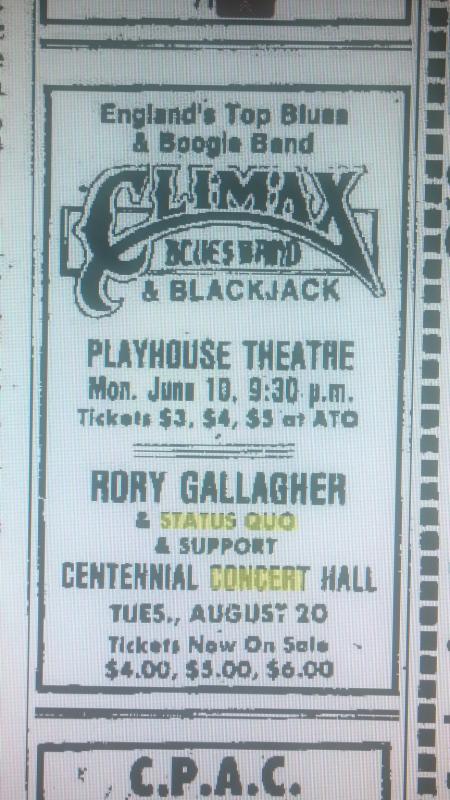 England's Top Blues
& Boogie Band
CLIMAX
BLUES BAND
& BLACKJACK
PLAYHOUSE THEATRE
Mon. June 10, 9:30 p.m.
Tickets $3, $4, $5 at ATO
RORY GALLAGHER
& STATUS QUO
& SUPPORT
CENTENNIAL CONCERT HALL
TUES., AUGUST 20
Tickets Now On Sale
$4.00, $5.00, $6.00
C.P.A.C.